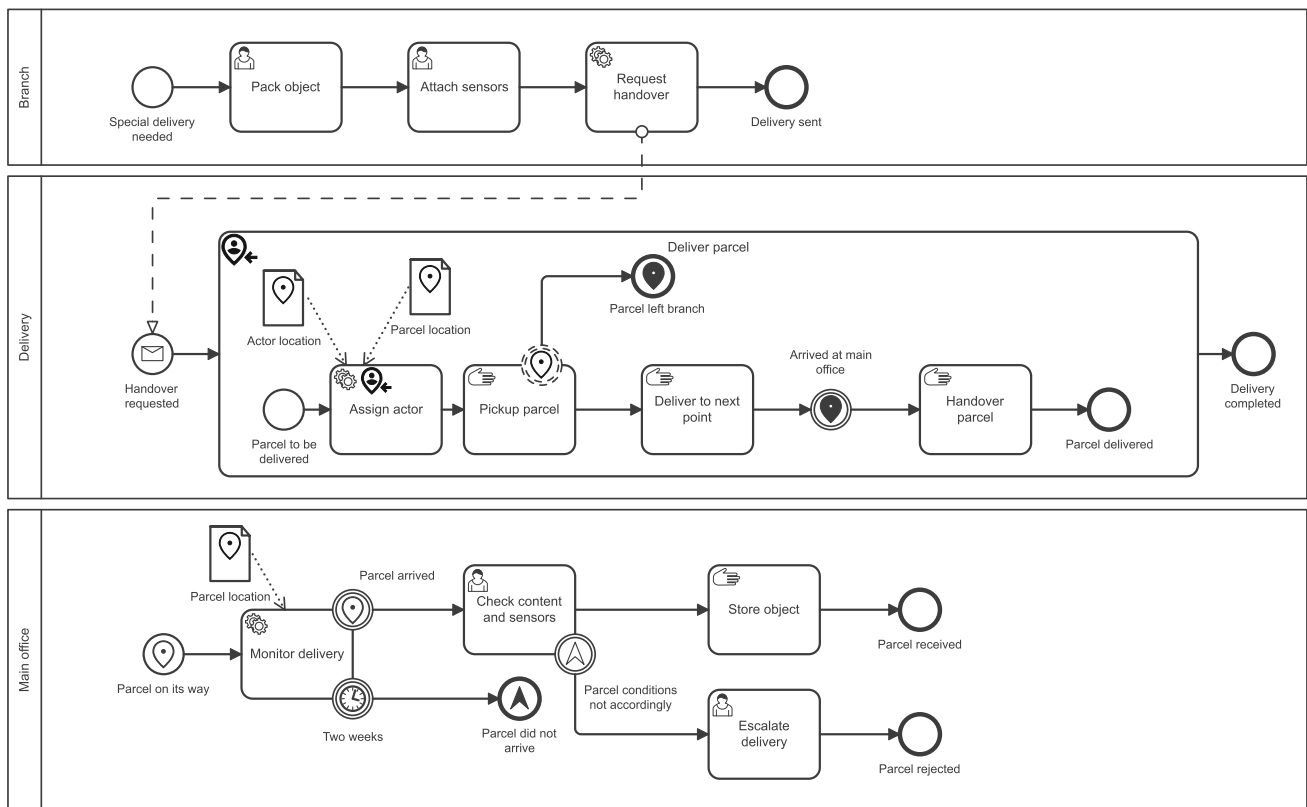 Branch
Special delivery
needed
Pack object
Attach sensors
Request
handover
Delivery sent
Delivery
Handover
requested
Deliver parcel
Actor location
Parcel location
Parcel left branch
Parcel to be
delivered
Assign actor
Pickup parcel
Deliver to next
point
Arrived at main
office
Handover
parcel
Parcel delivered
Delivery
completed
Main office
Parcel on its way
Parcel location
Monitor delivery
Parcel arrived
Two weeks
Check content
and sensors
Parcel did not
arrive
Parcel conditions
not accordingly
Store object
Parcel received
Escalate
delivery
Parcel rejected